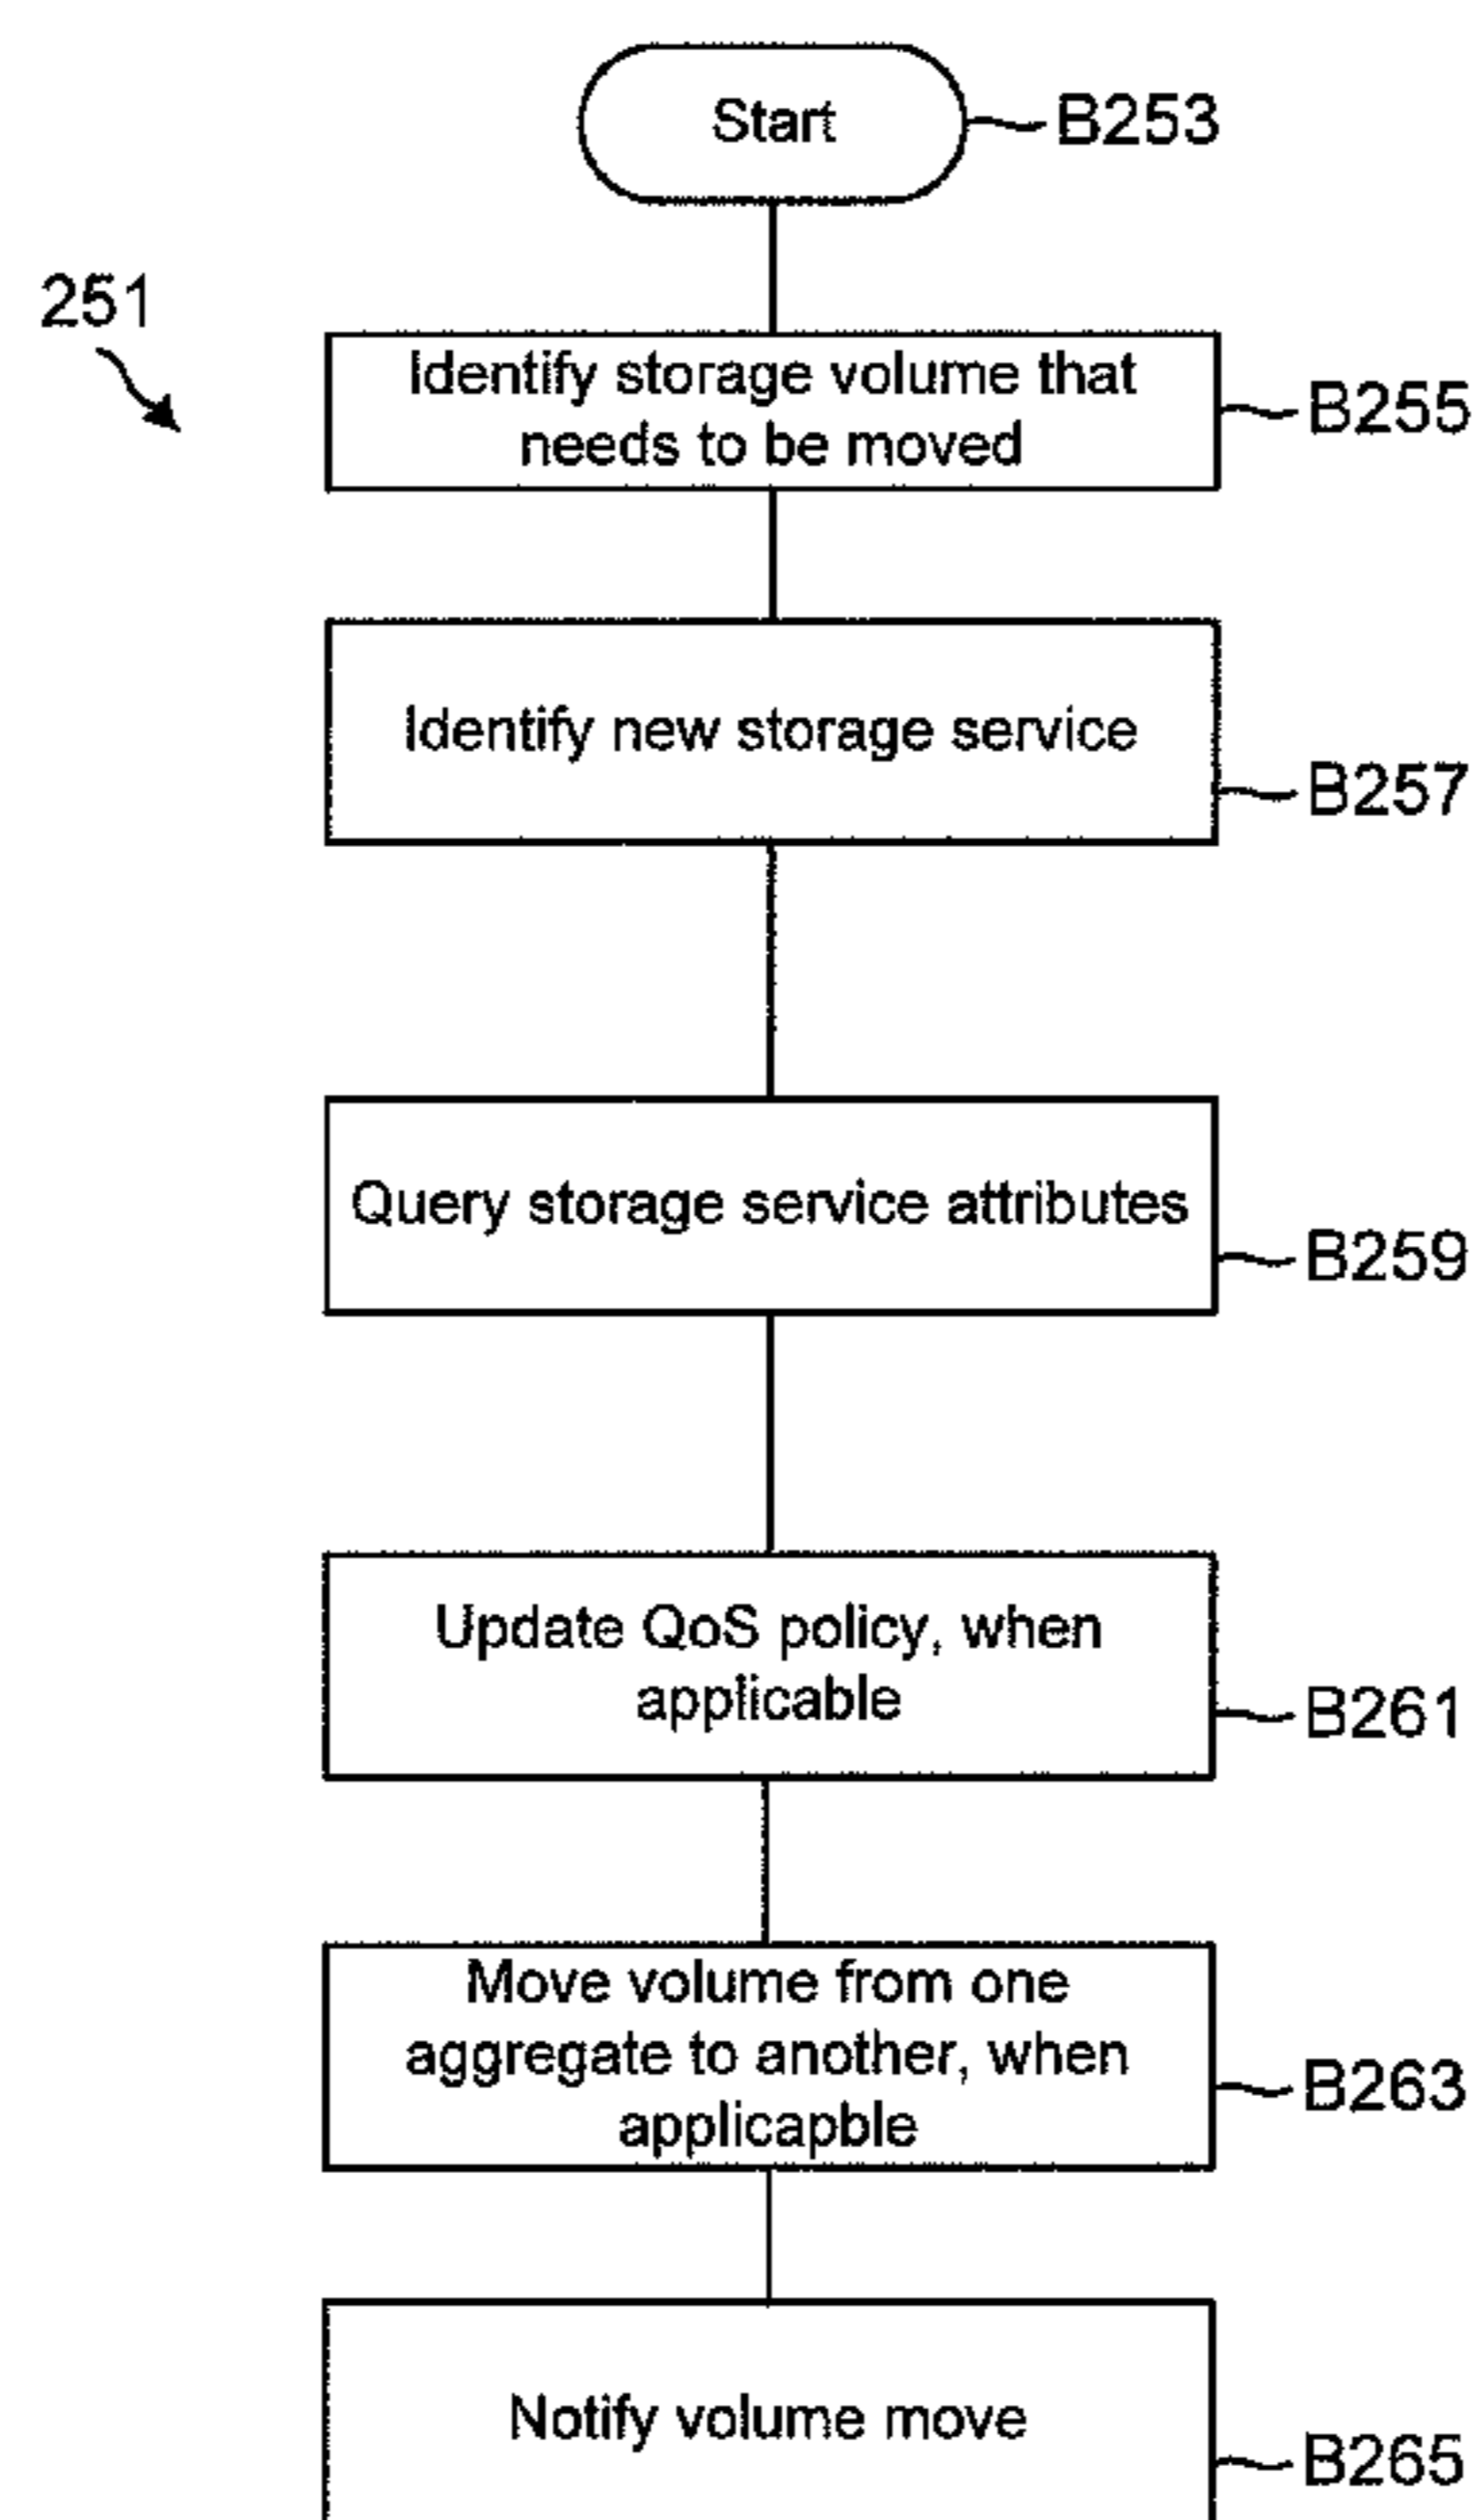 Start
B253
251
Identify storage volume that
needs to be moved
B255
Identify new storage service
B257
Query storage service attributes
B259
Update QoS policy, when
applicable
B261
Move volume from one
aggregate to another, when
applicapble
B263
Notify volume move
B265